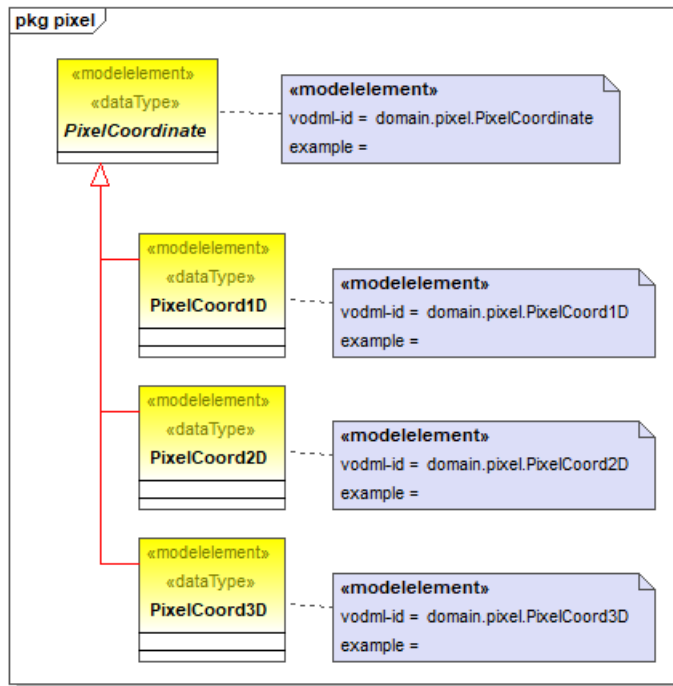 pkg pixel
«modelelement»
«dataType»
PixelCoordinate
«modelelement»
vodml-id = domain.pixel.PixelCoordinate
example =
«modelelement»
«dataType»
PixelCoord1D
«modelelement»
vodml-id = domain.pixel.PixelCoord1D
example =
«modelelement»
«dataType»
PixelCoord2D
«modelelement»
vodml-id = domain.pixel.PixelCoord2D
example =
«modelelement»
«dataType»
PixelCoord3D
«modelelement»
vodml-id = domain.pixel.PixelCoord3D
example =